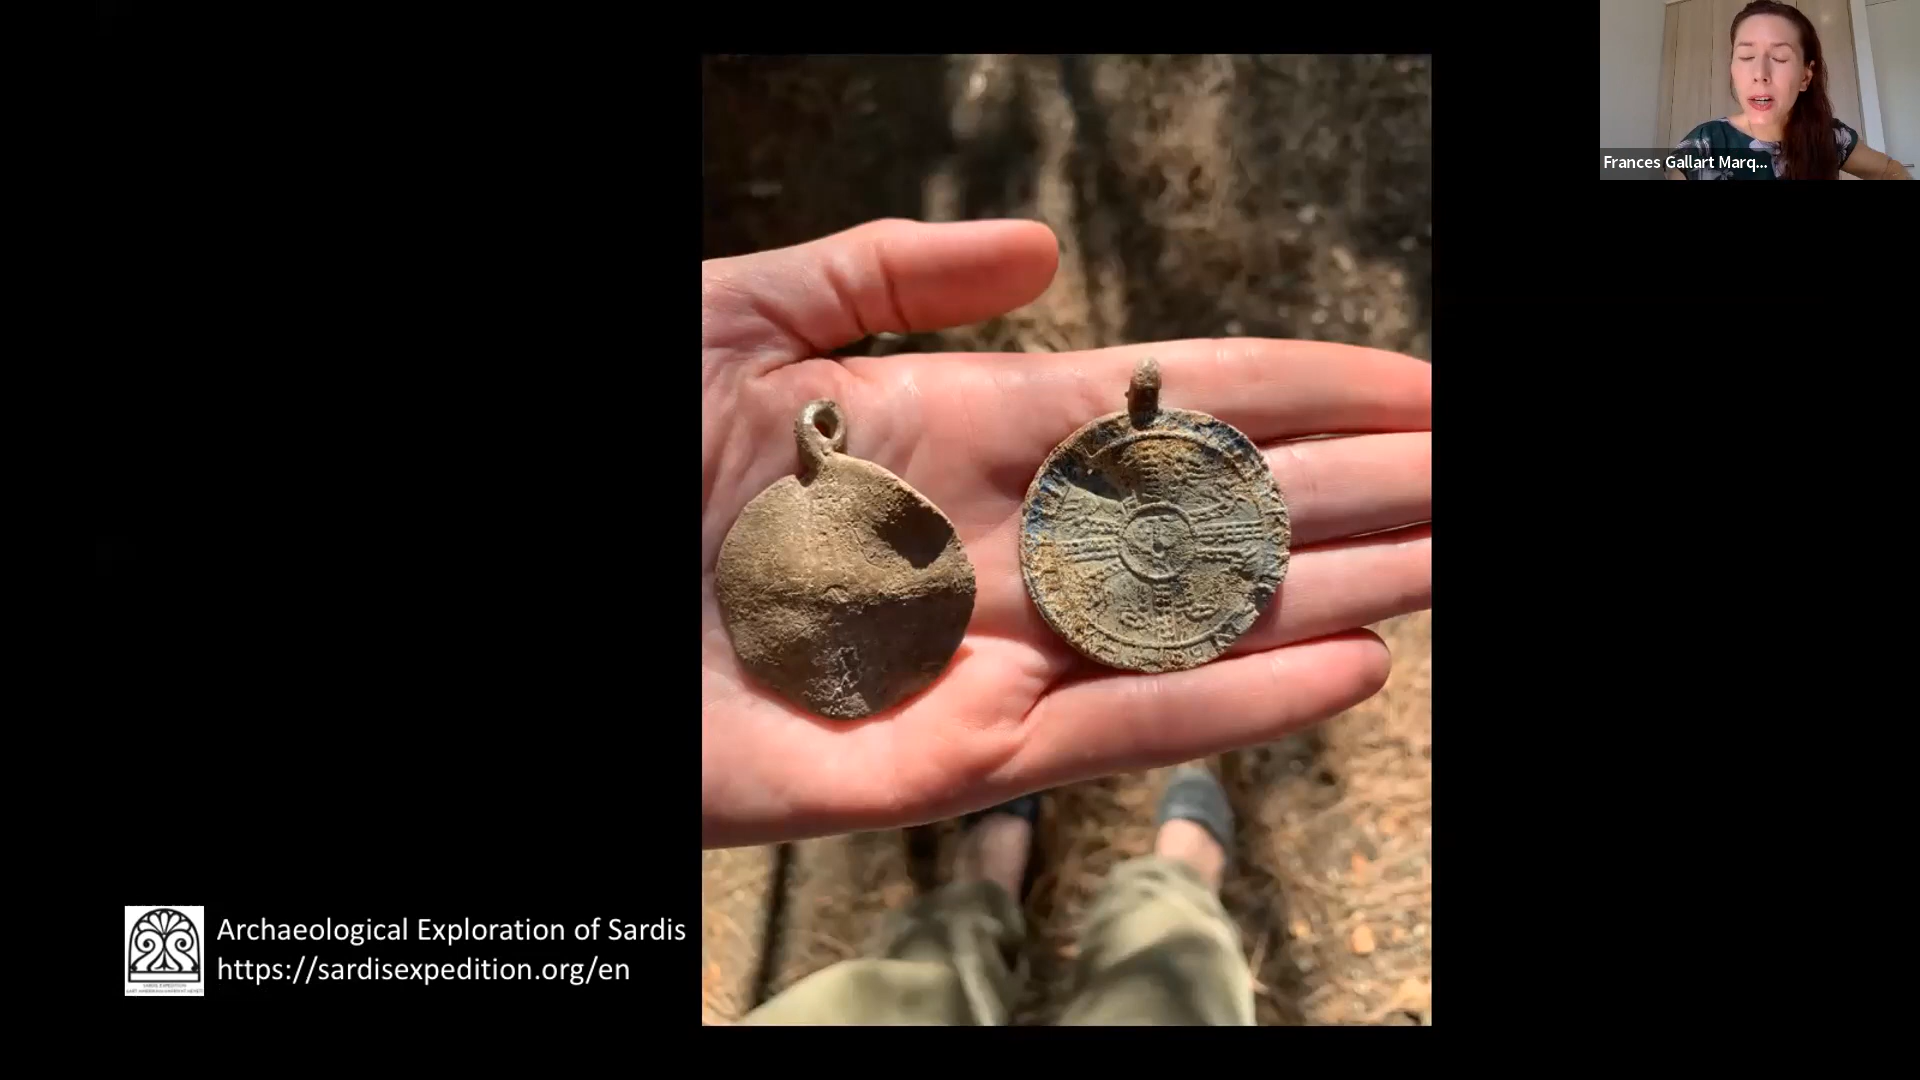 Frances Gallart Marq...
Archaeological Exploration of Sardis
https://sardisexpedition.org/en